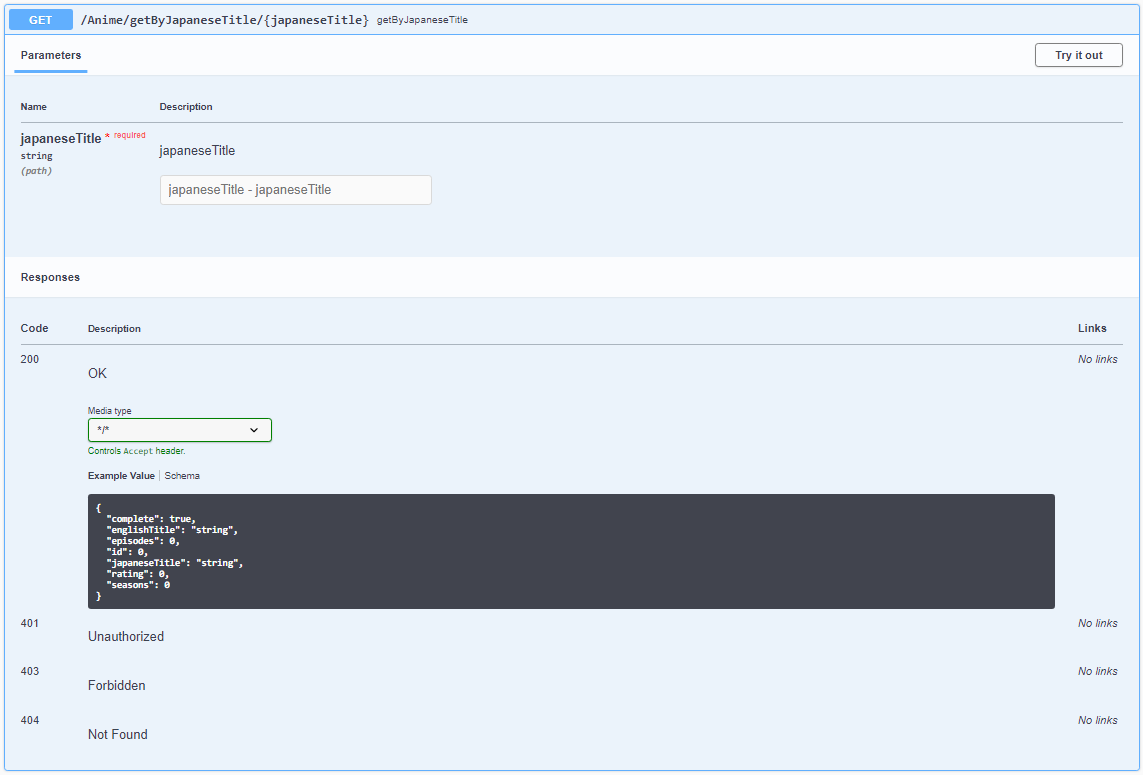 GET /Anime/getByJapaneseTitle/{japaneseTitle} getByJapaneseTitle
Parameters Try it out
Name Description
japaneseTitle * required
string
(path)
japaneseTitle
japaneseTitle - japaneseTitle
Responses
Code Description Links
200 No links
OK
Media type
*/*
Controls Accept header.
Example Value Schema
{
"complete": true,
"englishTitle": "string",
"episodes": 0,
"id": 0,
"japaneseTitle": "string",
"rating": 0,
"seasons": 0
}
401 No links
Unauthorized
403 No links
Forbidden
404 No links
Not Found